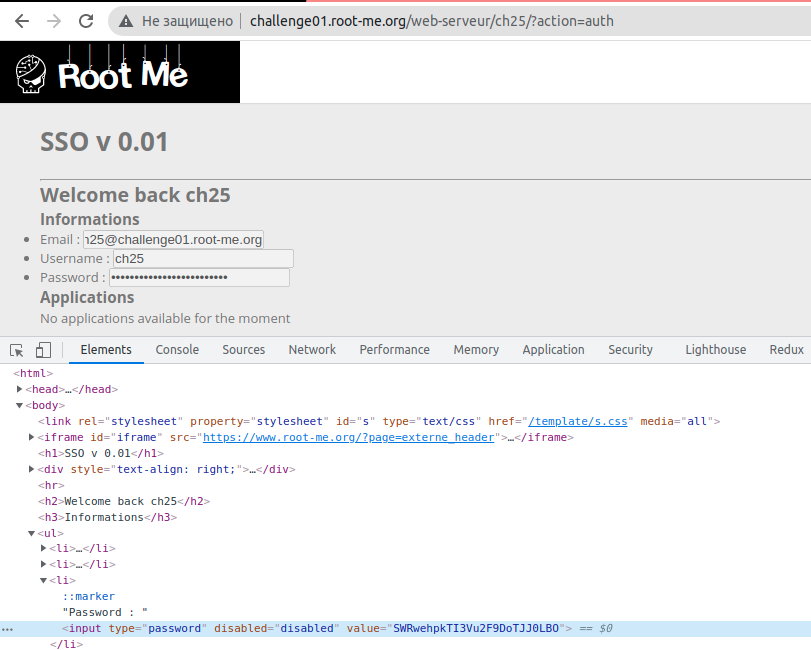 Не защищено challenge01.root-me.org/web-serveur/ch25/?action=auth
Root Me
SSO v 0.01
Welcome back ch25
Informations
Email : h25@challenge01.root-me.org
Username : ch25
Password : •••••••••••••••••••••••••
Applications
No applications available for the moment
Elements Console Sources Network Performance Memory Application Security Lighthouse Redux
<html>
<head>…</head>
<body>
<link rel="stylesheet" property="stylesheet" id="s" type="text/css" href="/template/s.css" media="all">
<iframe id="iframe" src="https://www.root-me.org/?page=externe_header">…</iframe>
<h1>SSO v 0.01</h1>
<div style="text-align: right;">…</div>
<hr>
<h2>Welcome back ch25</h2>
<h3>Informations</h3>
<ul>
<li>…</li>
<li>…</li>
<li>
::marker
"Password : "
<input type="password" disabled="disabled" value="SWRwehpkTI3Vu2F9DoTJJ0LBO"> == $0
</li>